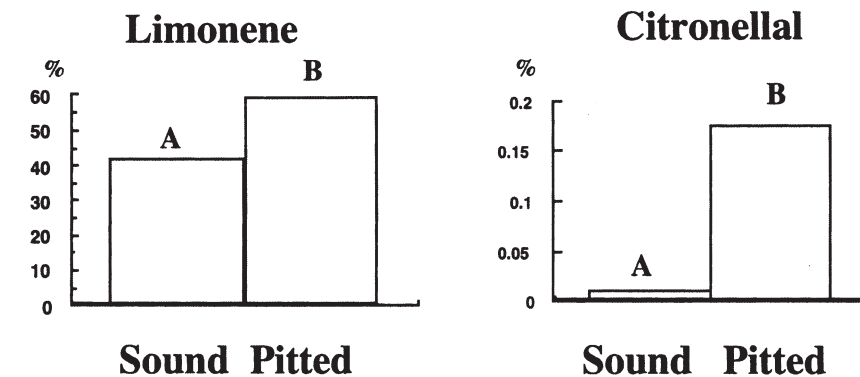 Limonene
%
B
A
60
50
40
30
20
10
0
Sound Pitted
Citronellal
%
B
0.2
0.15
0.1
0.05
0
A
Sound Pitted